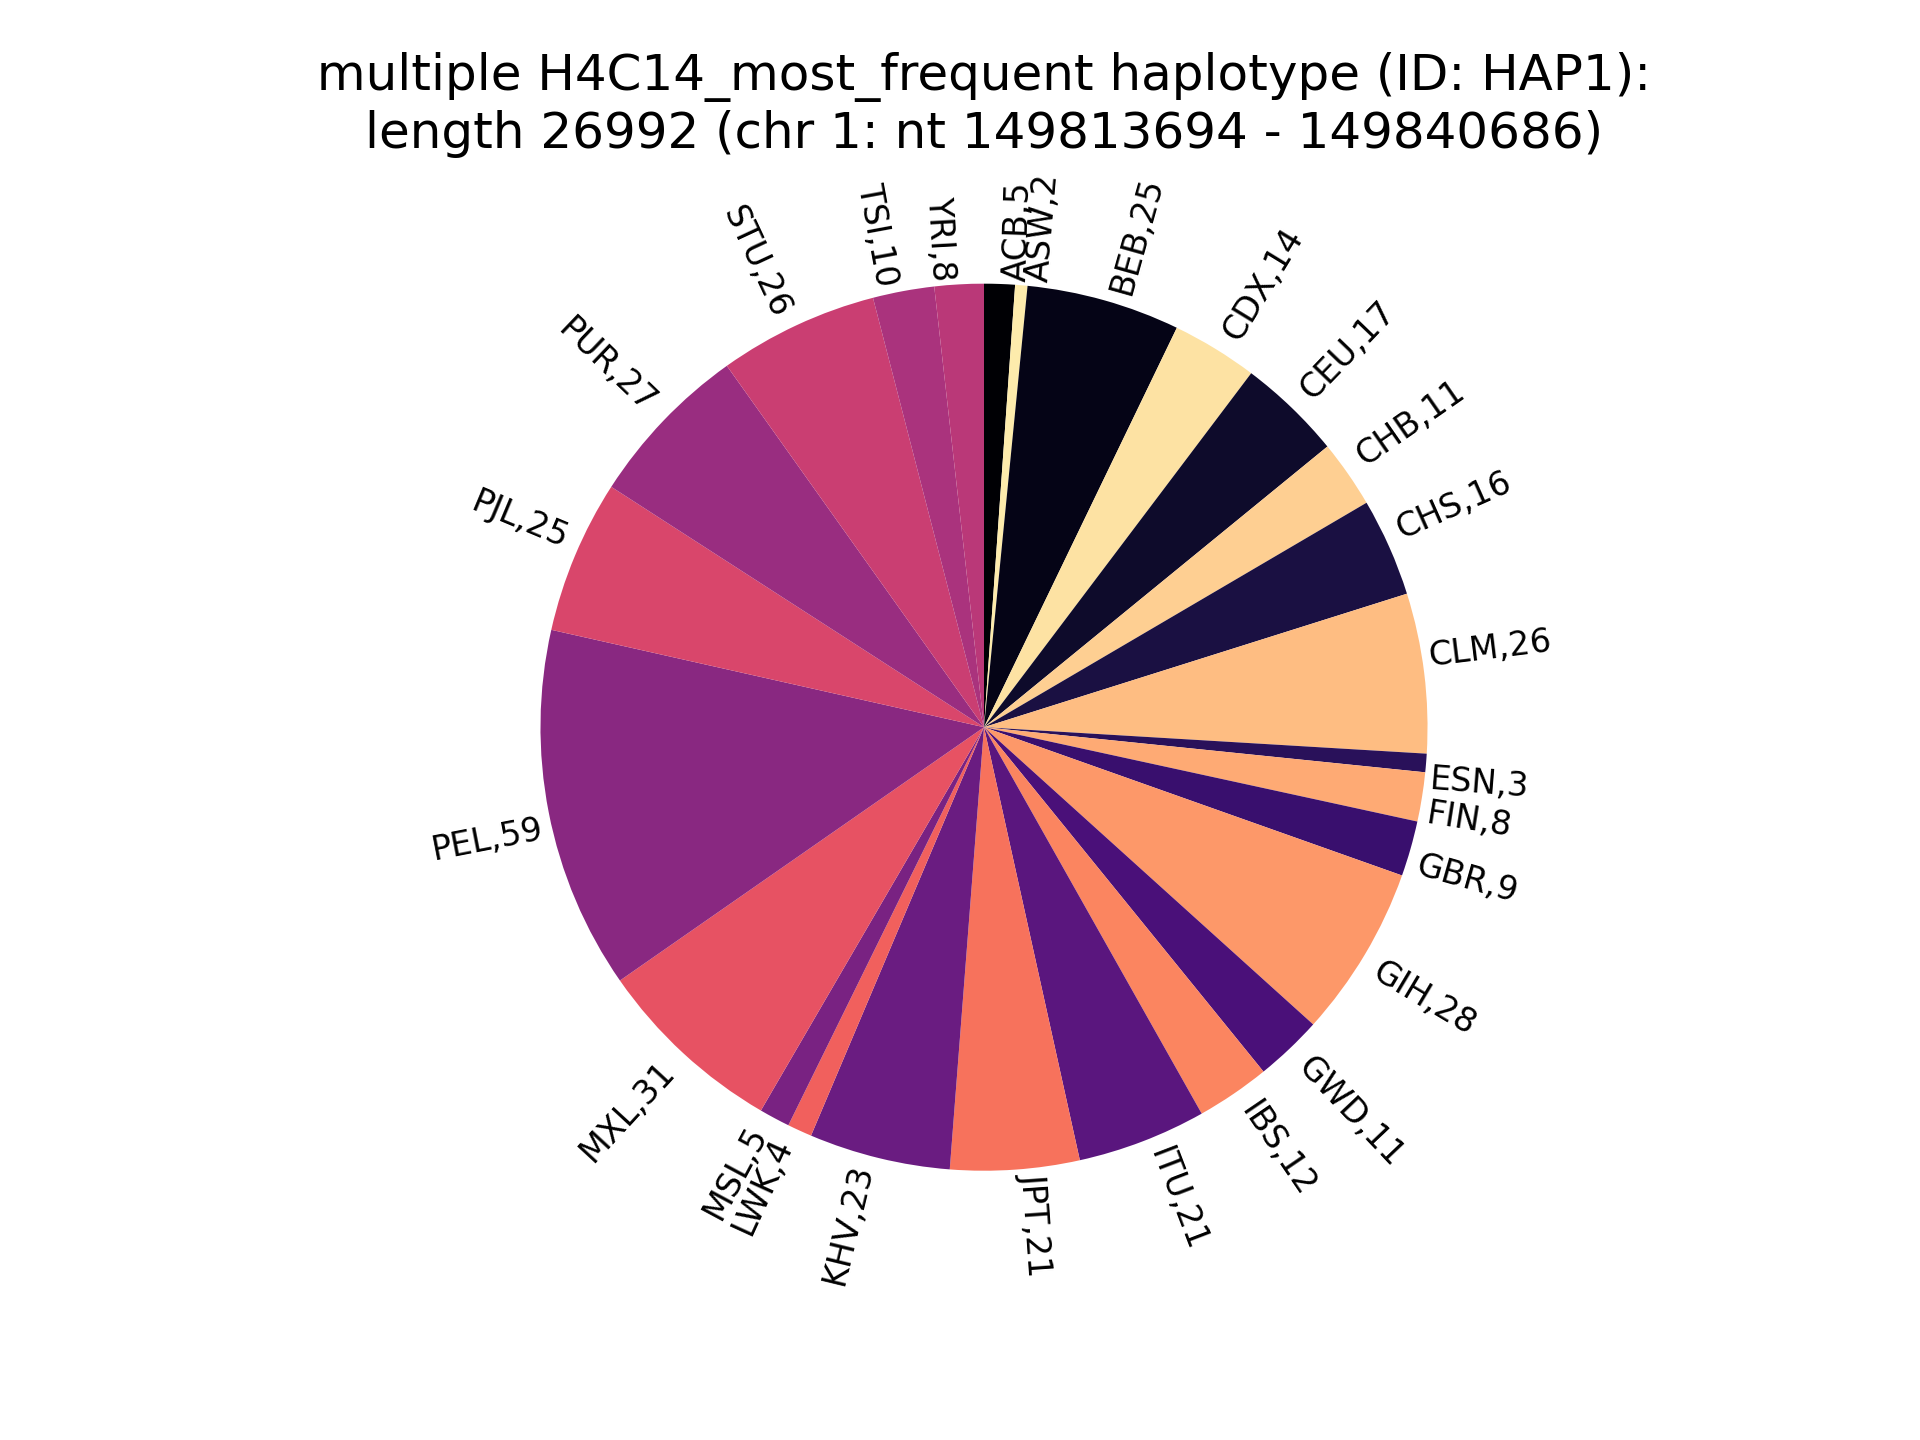 multiple H4C14_most_frequent haplotype (ID: HAP1):
length 26992 (chr 1: nt 149813694 - 149840686)
ACB,5
ASW,2
BEB,25
CDX,14
CEU,17
CHB,11
CHS,16
CLM,26
ESN,3
FIN,8
GBR,9
GIH,28
GWD,11
IBS,12
ITU,21
JPT,21
KHV,23
LWK,4
MSL,5
MXL,31
PEL,59
PJL,25
PUR,27
STU,26
TSI,10
YRI,8